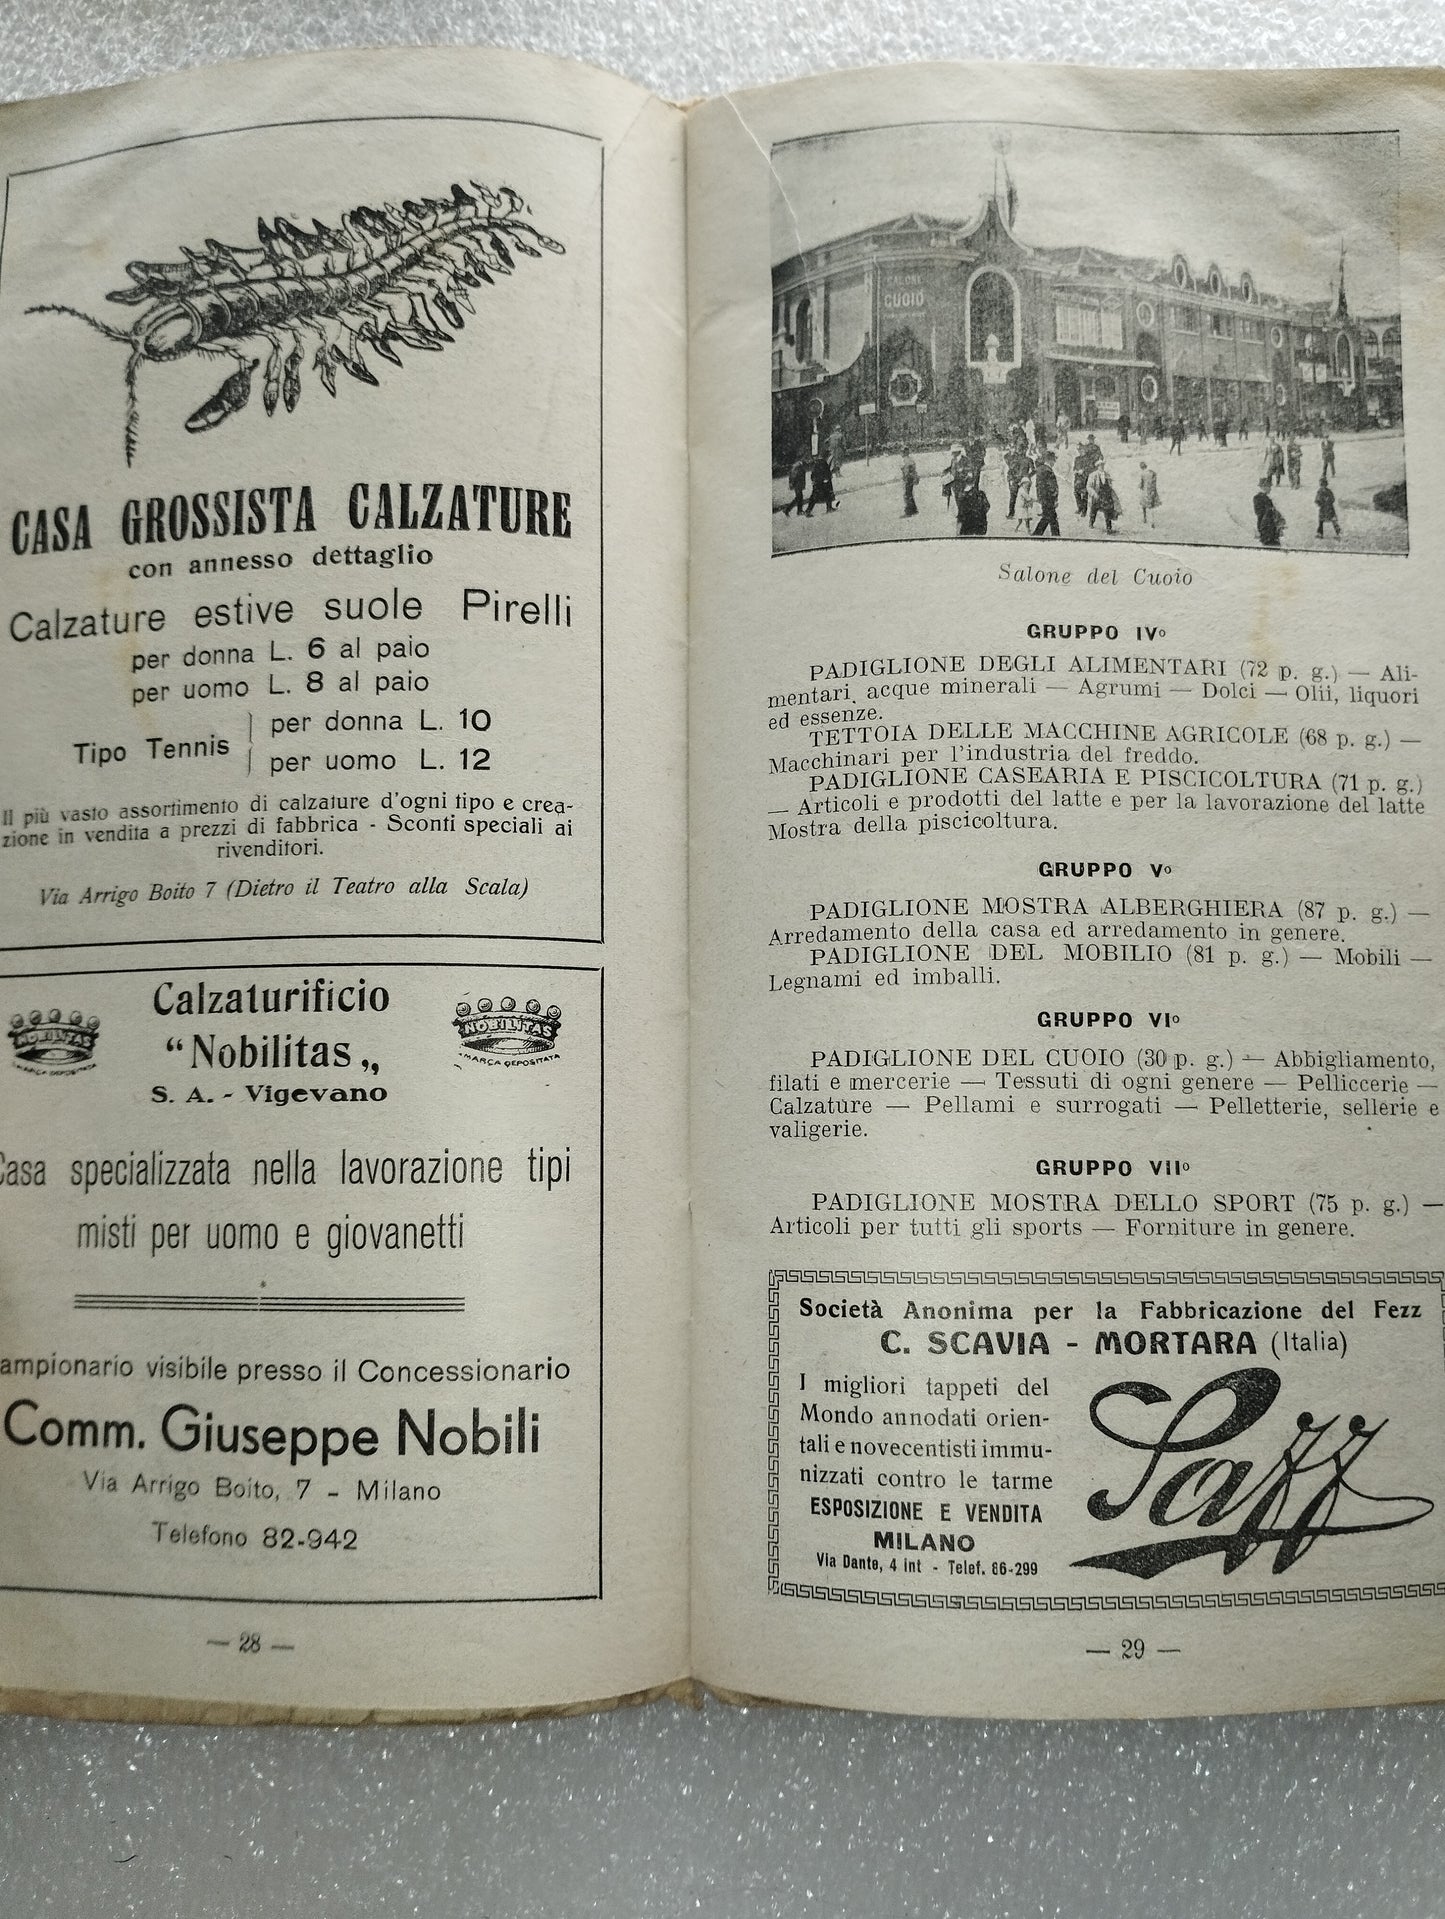 CASA GROSSISTA CALZATURE
con annesso dettaglio
Calzature estive suole Pirelli
per donna L. 6 al paio
per uomo L. 8 al paio
Tipo Tennis
per donna L. 10
per uomo L. 12
Il più vasto assortimento di calzature d'ogni tipo e crea-
zione in vendita a prezzi di fabbrica - Sconti speciali ai
rivenditori.
Via Arrigo Boito 7 (Dietro il Teatro alla Scala)
Calzaturificio
“Nobilitas„
S. A. - Vigevano
NOBILITAS
MARCA DEPOSITATA
NOBILITAS
MARCA DEPOSITATA
Casa specializzata nella lavorazione tipi
misti per uomo e giovanetti
ampionario visibile presso il Concessionario
Comm. Giuseppe Nobili
Via Arrigo Boito, 7 - Milano
Telefono 82-942
— 28 —
CUOIO
Salone del Cuoio
GRUPPO IVº
PADIGLIONE DEGLI ALIMENTARI (72 p. g.) — Ali-
mentari, acque minerali — Agrumi — Dolci — Olii, liquori
ed essenze.
TETTOIA DELLE MACCHINE AGRICOLE (68 p. g.) —
Macchinari per l'industria del freddo.
PADIGLIONE CASEARIA E PISCICOLTURA (71 p. g.)
— Articoli e prodotti del latte e per la lavorazione del latte
Mostra della piscicoltura.
GRUPPO Vº
PADIGLIONE MOSTRA ALBERGHIERA (87 p. g.) —
Arredamento della casa ed arredamento in genere.
PADIGLIONE DEL MOBILIO (81 p. g.) — Mobili —
Legnami ed imballi.
GRUPPO VIº
PADIGLIONE DEL CUOIO (30 p. g.) — Abbigliamento,
filati e mercerie — Tessuti di ogni genere — Pelliccerie —
Calzature — Pellami e surrogati — Pelletterie, sellerie e
valigerie.
GRUPPO VIIº
PADIGLIONE MOSTRA DELLO SPORT (75 p. g.) —
Articoli per tutti gli sports — Forniture in genere.
Società Anonima per la Fabbricazione del Fezz
C. SCAVIA - MORTARA (Italia)
I migliori tappeti del
Mondo annodati orien-
tali e novecentisti immu-
nizzati contro le tarme
ESPOSIZIONE E VENDITA
MILANO
Via Dante, 4 int - Telef. 86-299
Safff
— 29 —